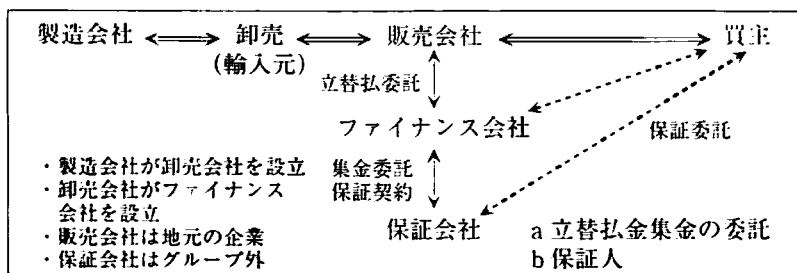 製造会社 卸売 販売会社 買主
(輸入元)
立替払委託
ファイナンス会社
保証委託
・製造会社が卸売会社を設立
・卸売会社がファイナンス
会社を設立
・販売会社は地元の企業
・保証会社はグループ外
集金委託
保証契約
保証会社
a 立替払金集金の委託
b 保証人